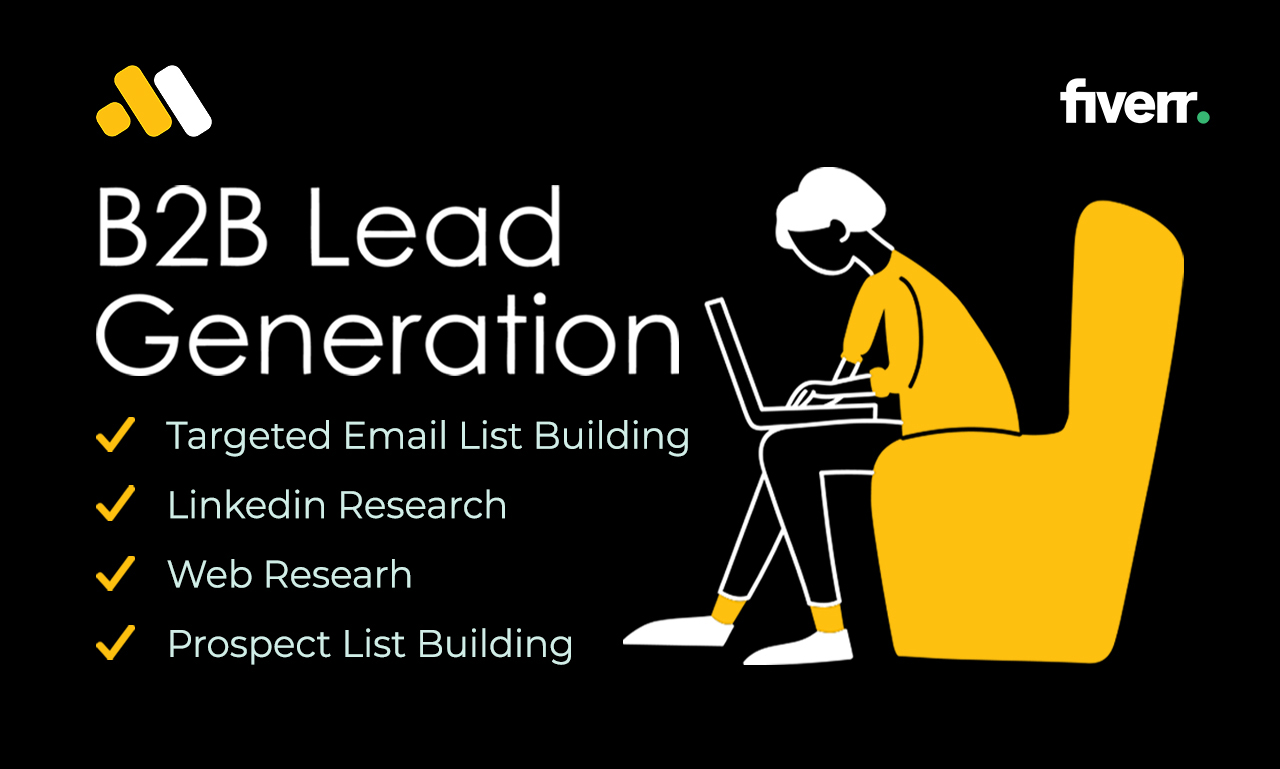 fiverr.
B2B Lead
Generation
Targeted Email List Building
Linkedin Research
Web Researh
Prospect List Building